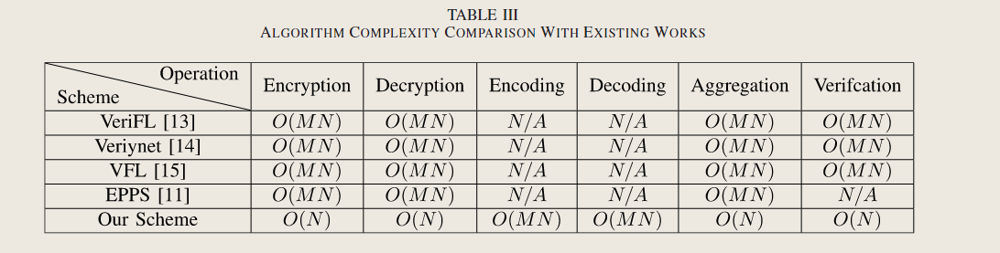 TABLE III
ALGORITHM COMPLEXITY COMPARISON WITH EXISTING WORKS
Operation
Scheme Encryption Decryption Encoding Decoding Aggregation Verifcation
VeriFL [13] O(MN) O(MN) N/A N/A O(MN) O(MN)
Veriynet [14] O(MN) O(MN) N/A N/A O(MN) O(MN)
VFL [15] O(MN) O(MN) N/A N/A O(MN) O(MN)
EPPS [11] O(MN) O(MN) N/A N/A O(MN) N/A
Our Scheme O(N) O(N) O(MN) O(MN) O(N) O(N)